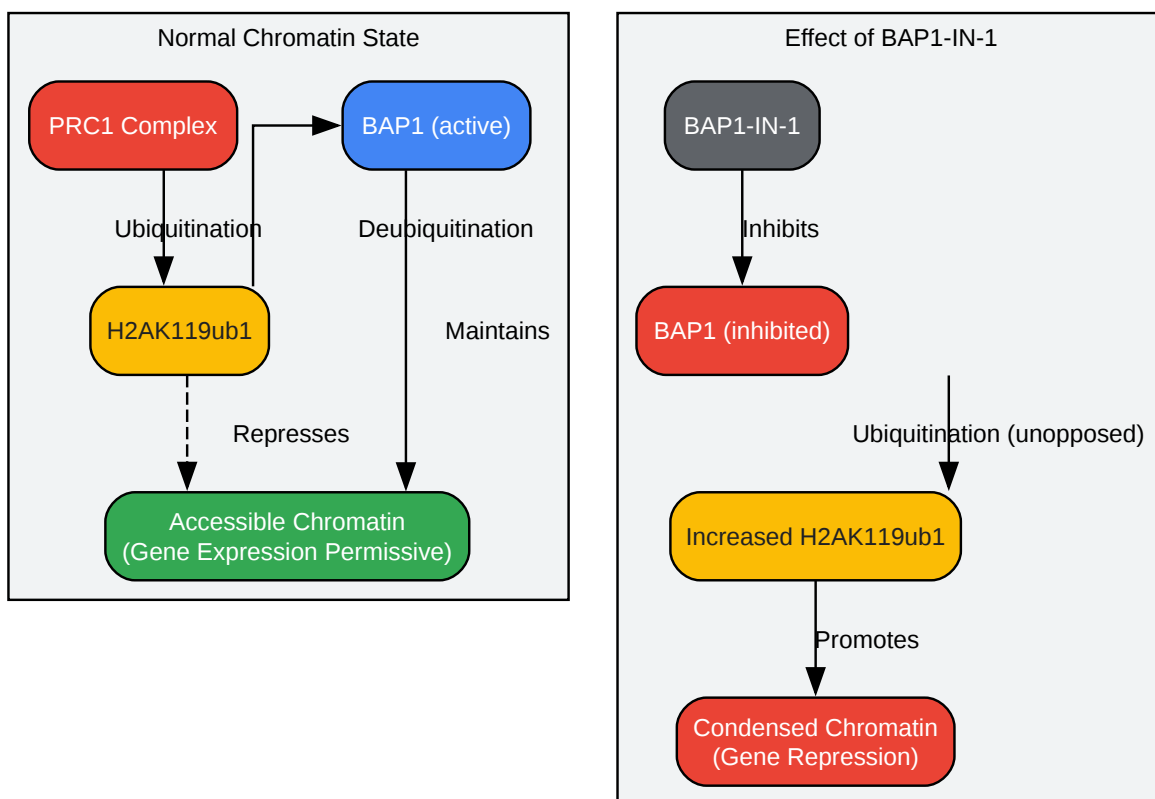 Normal Chromatin State
PRC1 Complex
BAP1 (active)
Ubiquitination
Deubiquitination
H2AK119ub1
Maintains
Represses
Accessible Chromatin
(Gene Expression Permissive)
Effect of BAP1-IN-1
BAP1-IN-1
Inhibits
BAP1 (inhibited)
Ubiquitination (unopposed)
Increased H2AK119ub1
Promotes
Condensed Chromatin
(Gene Repression)